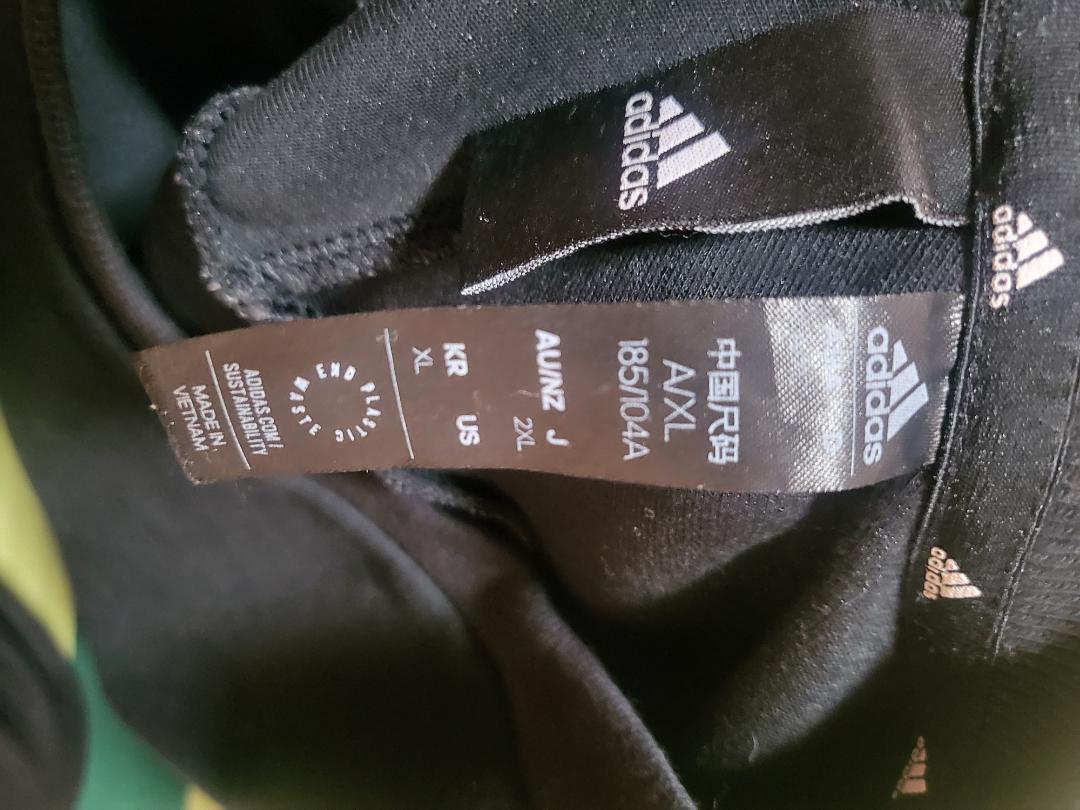 adidas
adidas
adidas
adidas
中国尺码
A/XL
185/104A
AU/NZ J
2XL
KR US
XL
END PLASTIC WASTE
ADIDAS.COM/
SUSTAINABILITY
MADE IN
VIETNAM